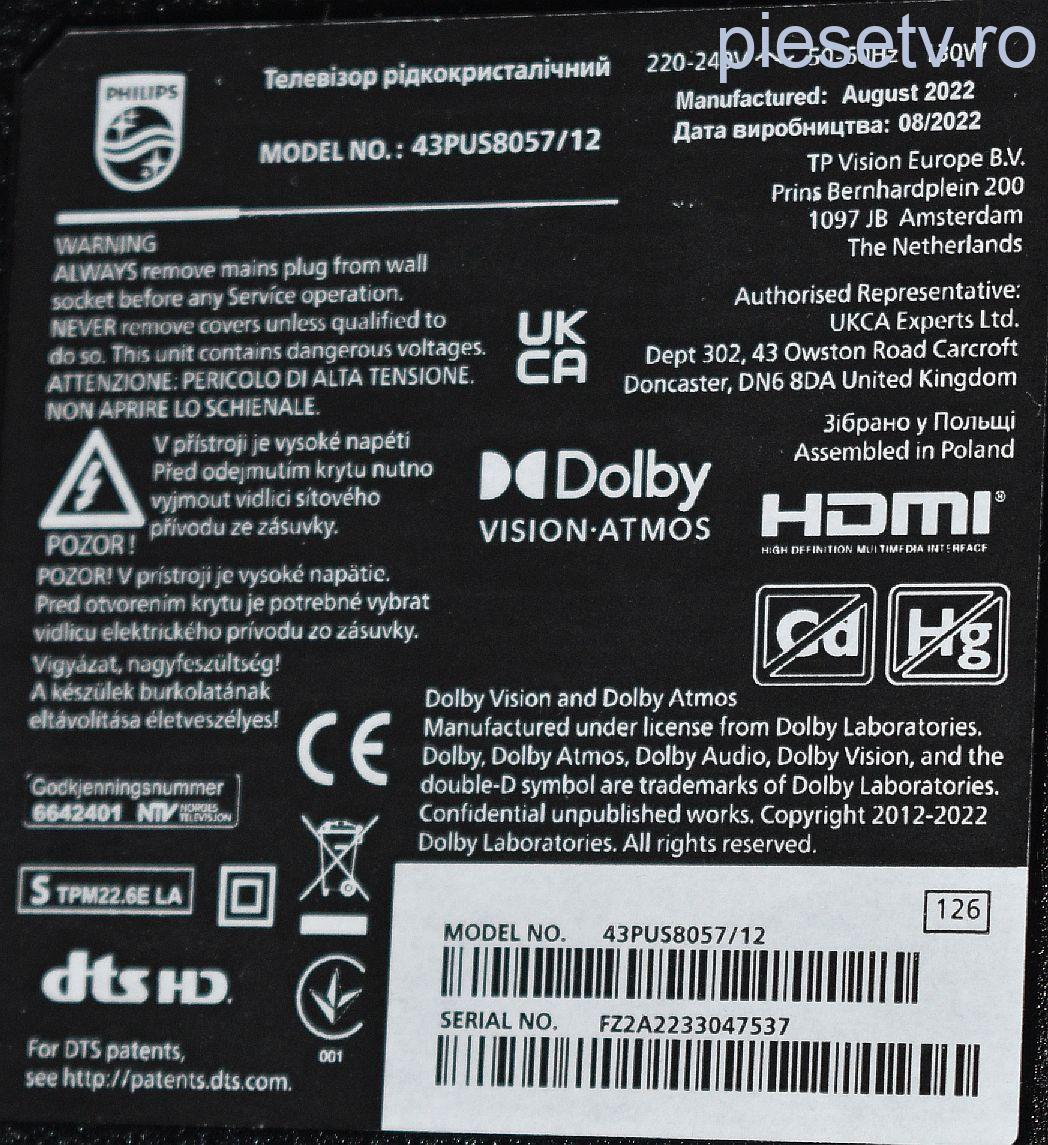 piesetv.ro
PHILIPS
Телевізор рідкокристалічний
MODEL NO.: 43PUS8057/12
220-240V 50-60Hz
Manufactured: August 2022
Дата виробництва: 08/2022
TP Vision Europe B.V.
Prins Bernhardplein 200
1097 JB Amsterdam
The Netherlands
WARNING
ALWAYS remove mains plug from wall
socket before any Service operation.
NEVER remove covers unless qualified to
do so. This unit contains dangerous voltages.
ATTENZIONE: PERICOLO DI ALTA TENSIONE.
NON APRIRE LO SCHIENALE.
UK
CA
Authorised Representative:
UKCA Experts Ltd.
Dept 302, 43 Owston Road Carcroft
Doncaster, DN6 8DA United Kingdom
Зібрано у Польщі
Assembled in Poland
V přístroji je vysoké napětí
Před odejmutím krytu nutno
vyjmout vidlici síťového
přívodu ze zásuvky.
POZOR!
Dolby
VISION·ATMOS
HDMI®
HIGH DEFINITION MULTIMEDIA INTERFACE
POZOR! V prístroji je vysoké napätie.
Pred otvorením krytu je potrebné vybrat
vidlicu elektrického prívodu zo zásuvky.
Cd
Hg
Vigyázat, nagyfeszültség!
A készülek burkolatának
eltávolítása életveszélyes!
CE
Dolby Vision and Dolby Atmos
Manufactured under license from Dolby Laboratories.
Dolby, Dolby Atmos, Dolby Audio, Dolby Vision, and the
double-D symbol are trademarks of Dolby Laboratories.
Confidential unpublished works. Copyright 2012-2022
Dolby Laboratories. All rights reserved.
Godkjenningsnummer
6642401 NTV NORGES
TELEVISION
S TPM22.6E LA
dts HD.
For DTS patents,
see http://patents.dts.com.
001
126
MODEL NO. 43PUS8057/12
SERIAL NO. FZ2A2233047537